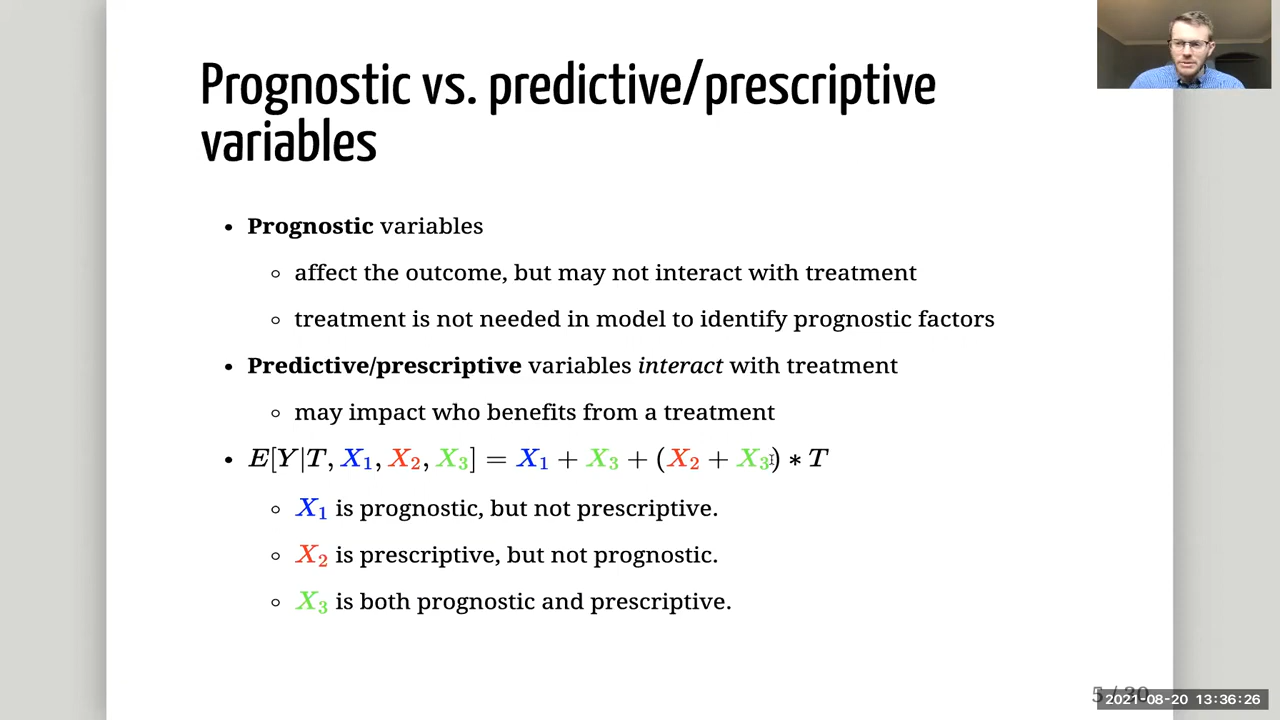 Prognostic vs. predictive/prescriptive
variables
• Prognostic variables
◦ affect the outcome, but may not interact with treatment
◦ treatment is not needed in model to identify prognostic factors
• Predictive/prescriptive variables interact with treatment
◦ may impact who benefits from a treatment
• E[Y|T, X₁, X₂, X₃] = X₁ + X₃ + (X₂ + X₃) * T
◦ X₁ is prognostic, but not prescriptive.
◦ X₂ is prescriptive, but not prognostic.
◦ X₃ is both prognostic and prescriptive.
5 / 30
2021-08-20 13:36:26